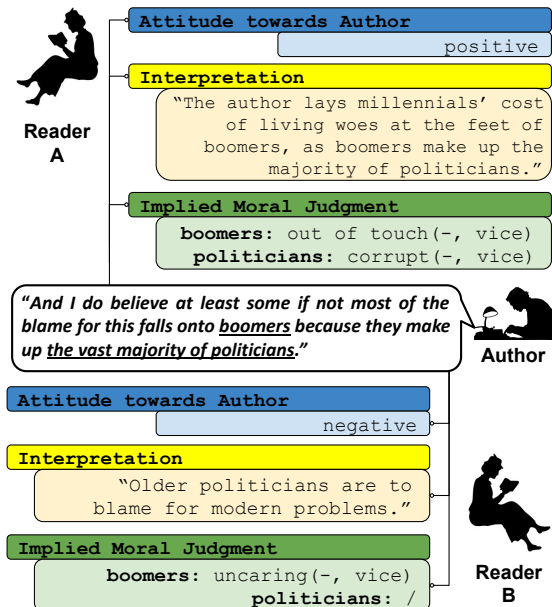 Attitude towards Author
positive
Interpretation
“The author lays millennials’ cost
of living woes at the feet of
boomers, as boomers make up the
majority of politicians.”
Reader
A
Implied Moral Judgment
boomers: out of touch(-, vice)
politicians: corrupt(-, vice)
“And I do believe at least some if not most of the
blame for this falls onto boomers because they make
up the vast majority of politicians.”
Author
Attitude towards Author
negative
Interpretation
“Older politicians are to
blame for modern problems.”
Implied Moral Judgment
boomers: uncaring(-, vice)
politicians: /
Reader
B